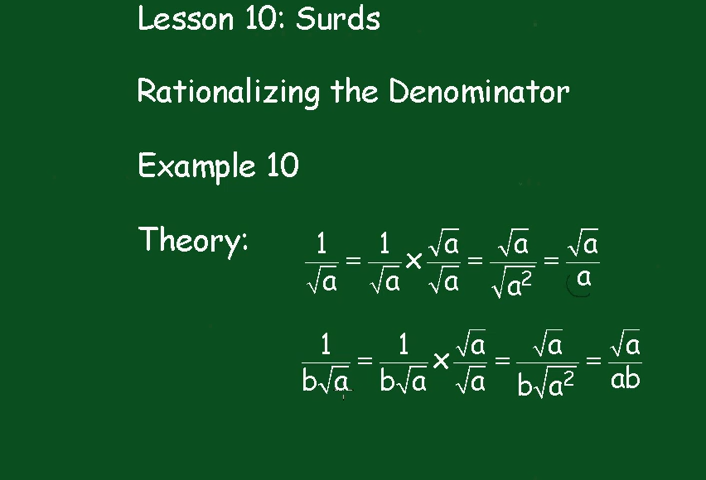 Lesson 10: Surds
Rationalizing the Denominator
Example 10
Theory: 1/√a = 1/√a × √a/√a = √a/√a² = √a/a
1/b√a = 1/b√a × √a/√a = √a/b√a² = √a/ab